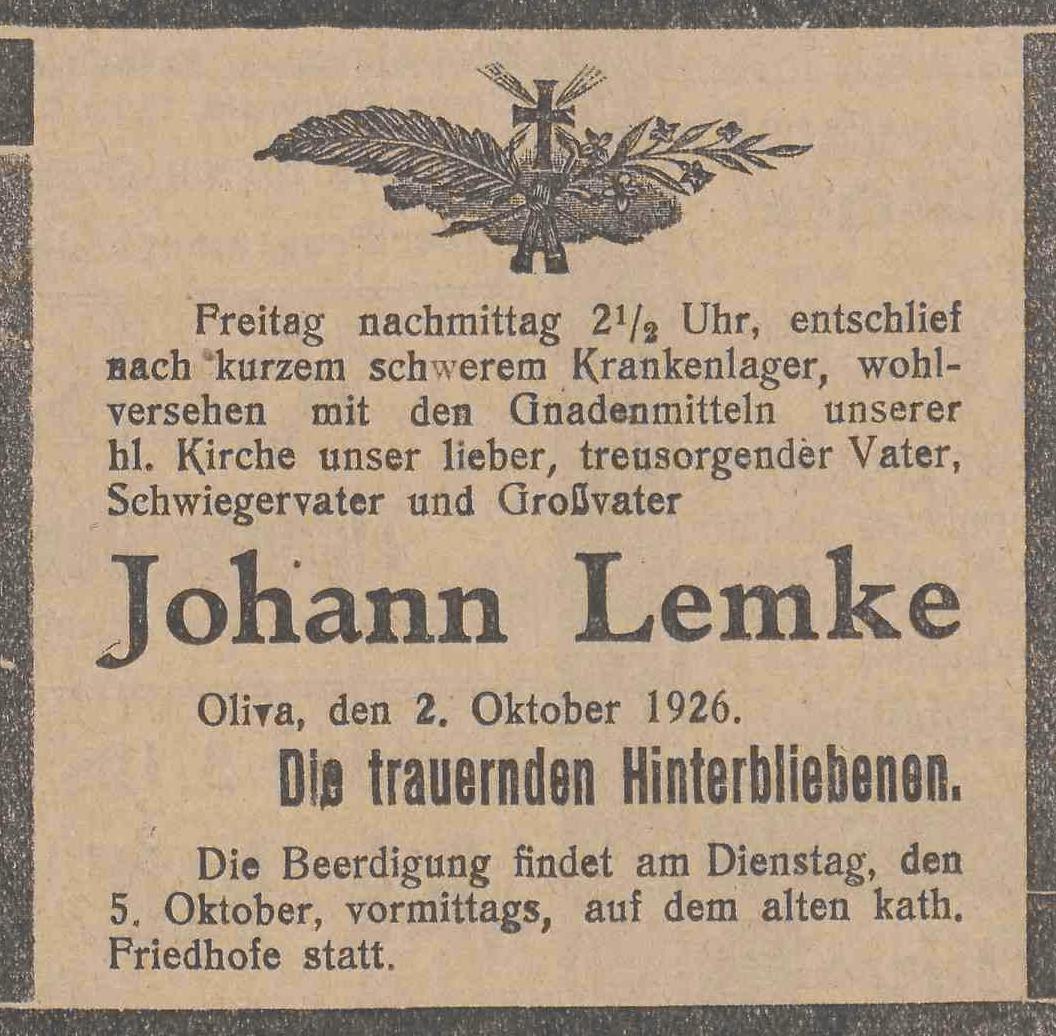 Freitag nachmittag 2½ Uhr, entschlief
nach kurzem schwerem Krankenlager, wohl-
versehen mit den Gnadenmitteln unserer
hl. Kirche unser lieber, treusorgender Vater,
Schwiegervater und Großvater
Johann Lemke
Oliva, den 2. Oktober 1926.
Die trauernden Hinterbliebenen.
Die Beerdigung findet am Dienstag, den
5. Oktober, vormittags, auf dem alten kath.
Friedhofe statt.